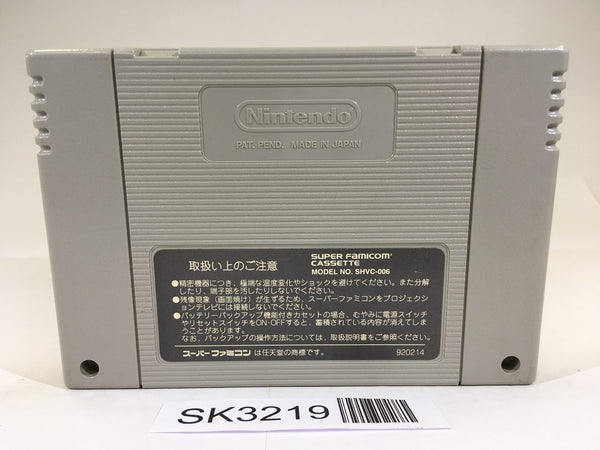 Nintendo
PAT. PEND. MADE IN JAPAN
取扱い上のご注意
SUPER FAMICOM
CASSETTE
MODEL NO. SHVC-006
●精密機器につき、極端な温度変化やショックを避けてください。また分解
したり、端子部を汚したりしないでください。
●残像現象(画面焼け)が生ずるため、スーパーファミコンをプロジェクシ
ョンテレビには接続しないでください。
●バッテリーバックアップ機能付きカセットの場合、むやみに電源スイッチ
やリセットスイッチをON・OFFすると、蓄積されている内容が消えてしま
うことがあります。
なお、バックアップの操作方法については、取扱説明書をご参照ください。
スーパーファミコン は任天堂の商標です。
920214
SK3219